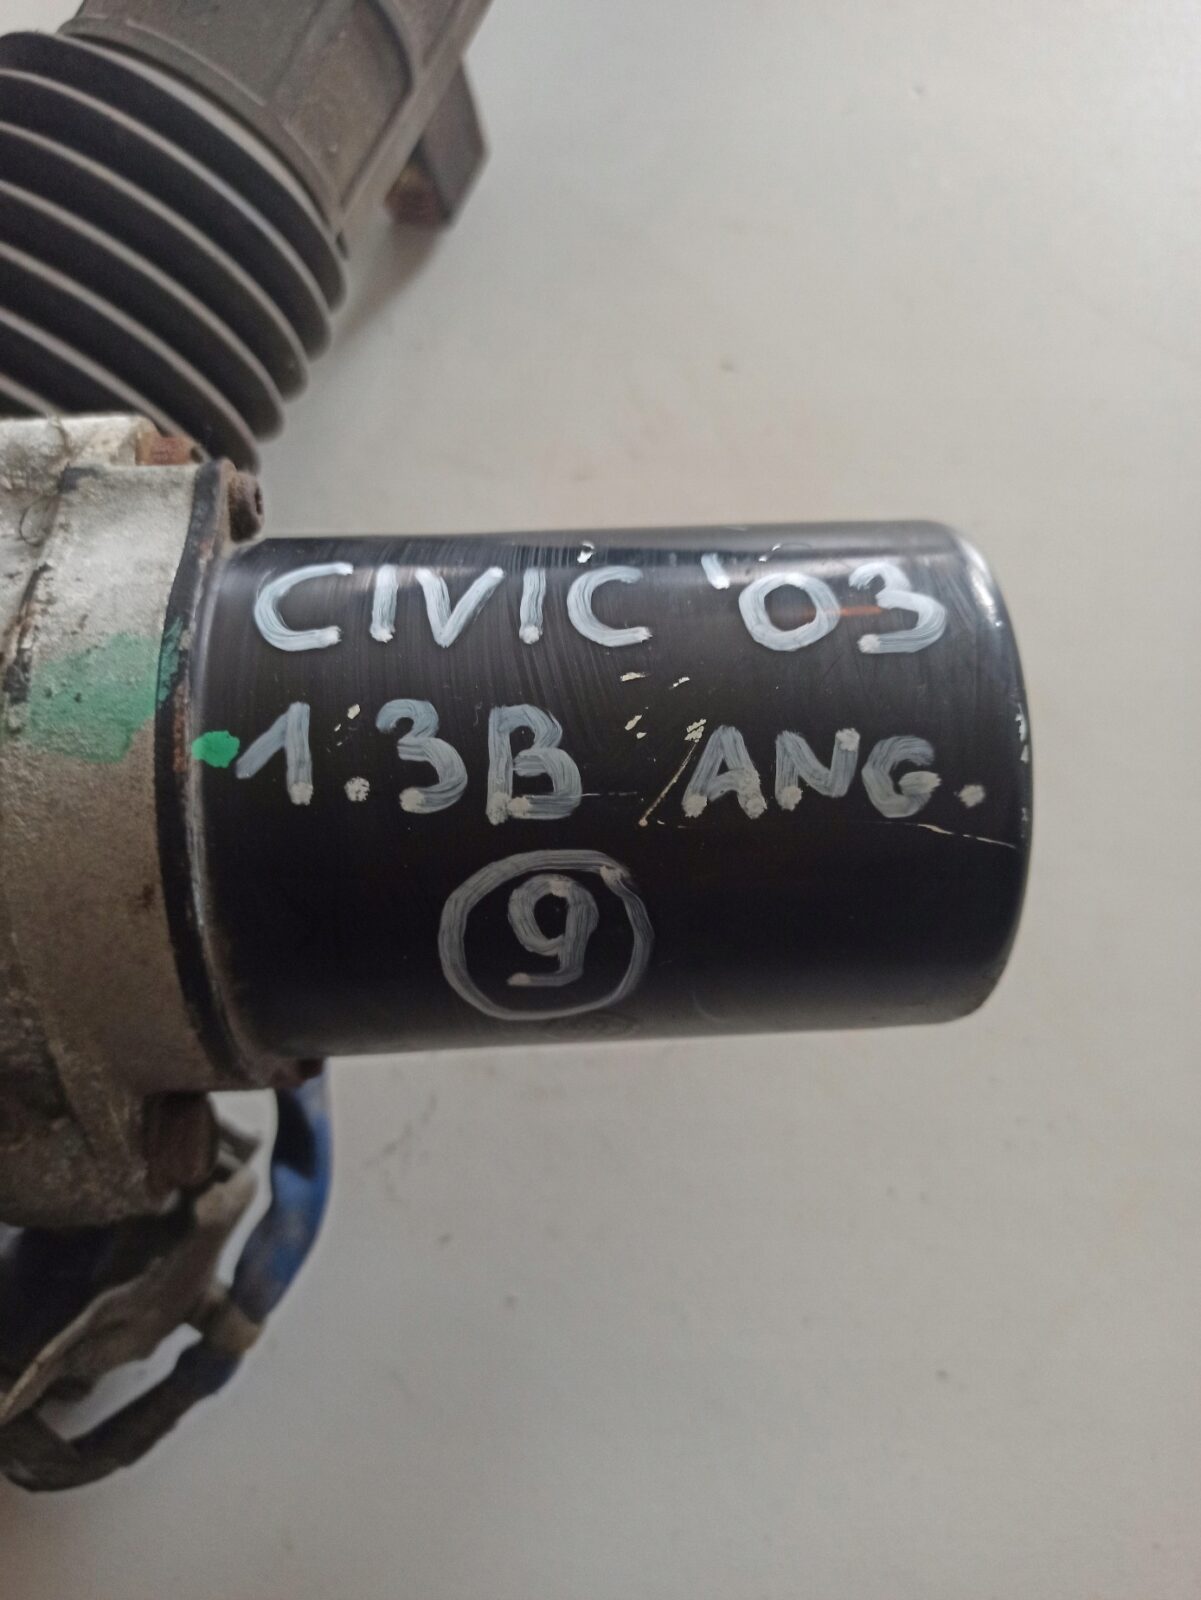 CIVIC '03
1.3B ANG.
9